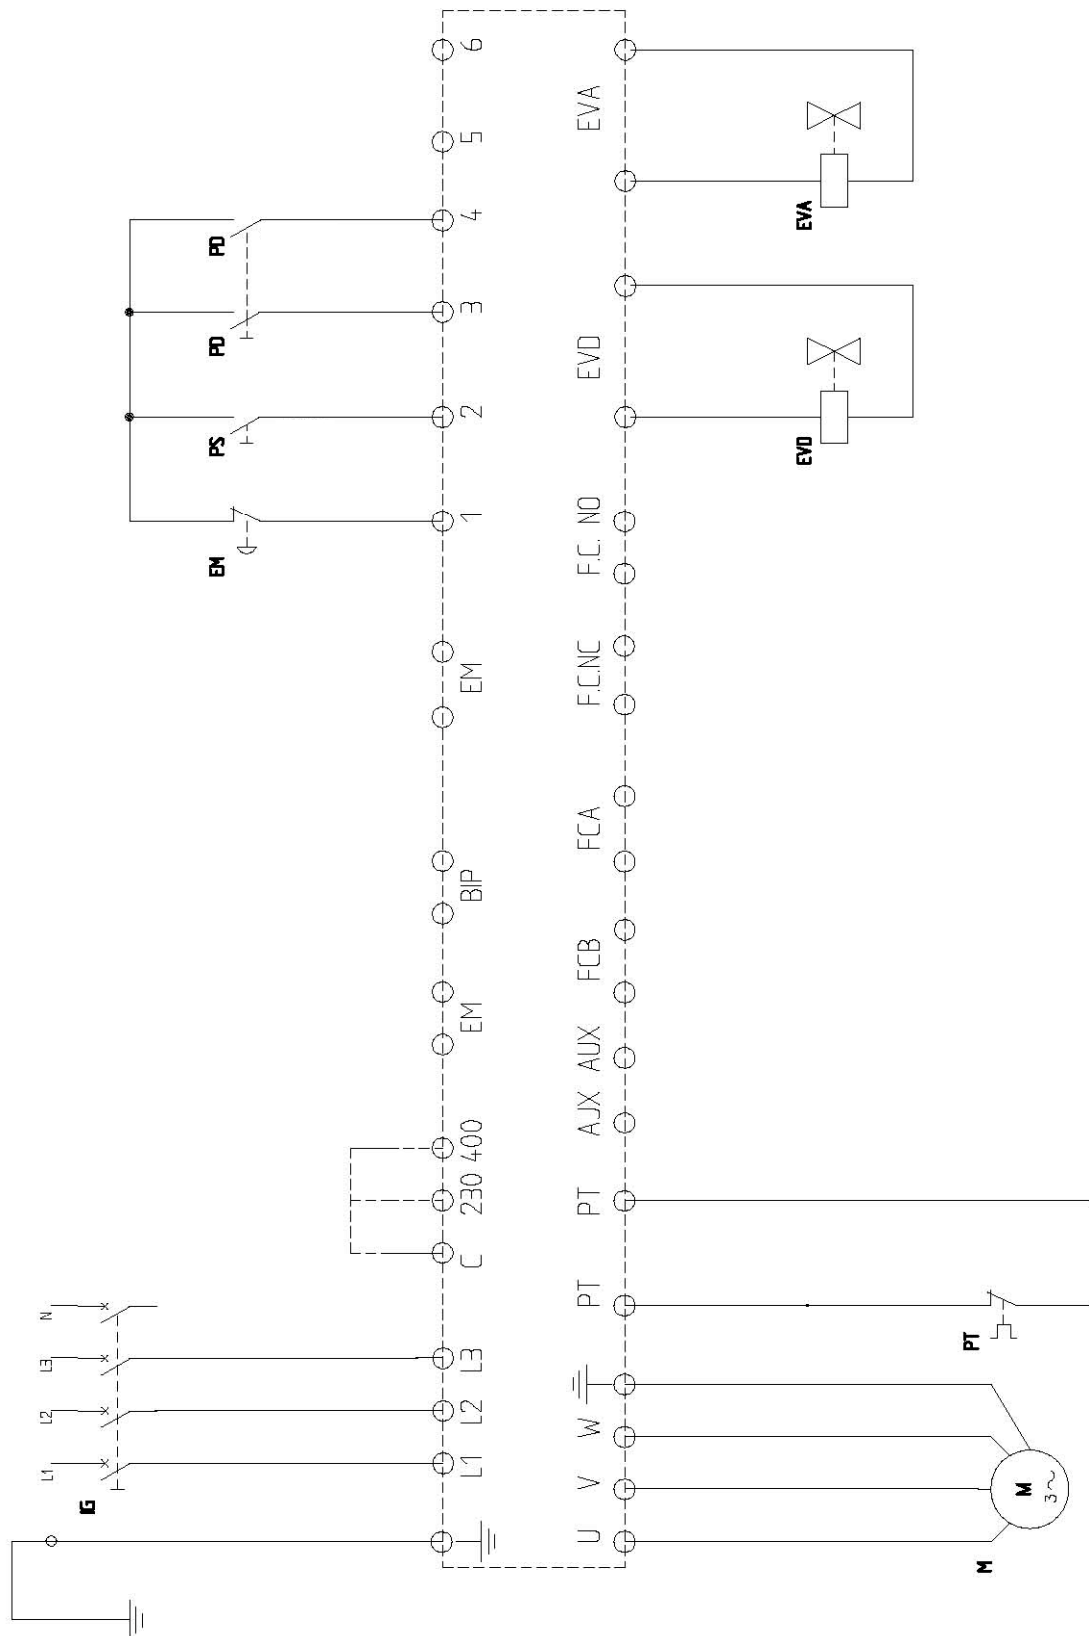 IG
L1
L2
L3
N
EM
PS
PD
PD
L1
L2
L3
C
230
400
EM
BIP
EM
1
2
3
4
5
6
U
V
W
PT
PT
AJX
AUX
FCB
FCA
F.C.NC
F.C. NO
EVD
EVA
M
M
3~
PT
EVD
EVA